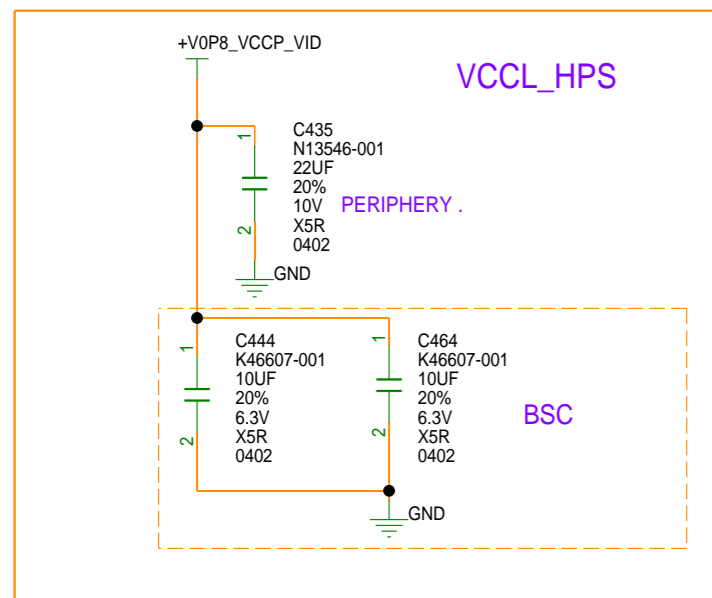 +V0P8_VCCP_VID
VCCL_HPS
1
C435
N13546-001
22UF
20%
10V
X5R
0402
PERIPHERY .
2
GND
1
C444
K46607-001
10UF
20%
6.3V
X5R
0402
2
1
C464
K46607-001
10UF
20%
6.3V
X5R
0402
2
BSC
GND